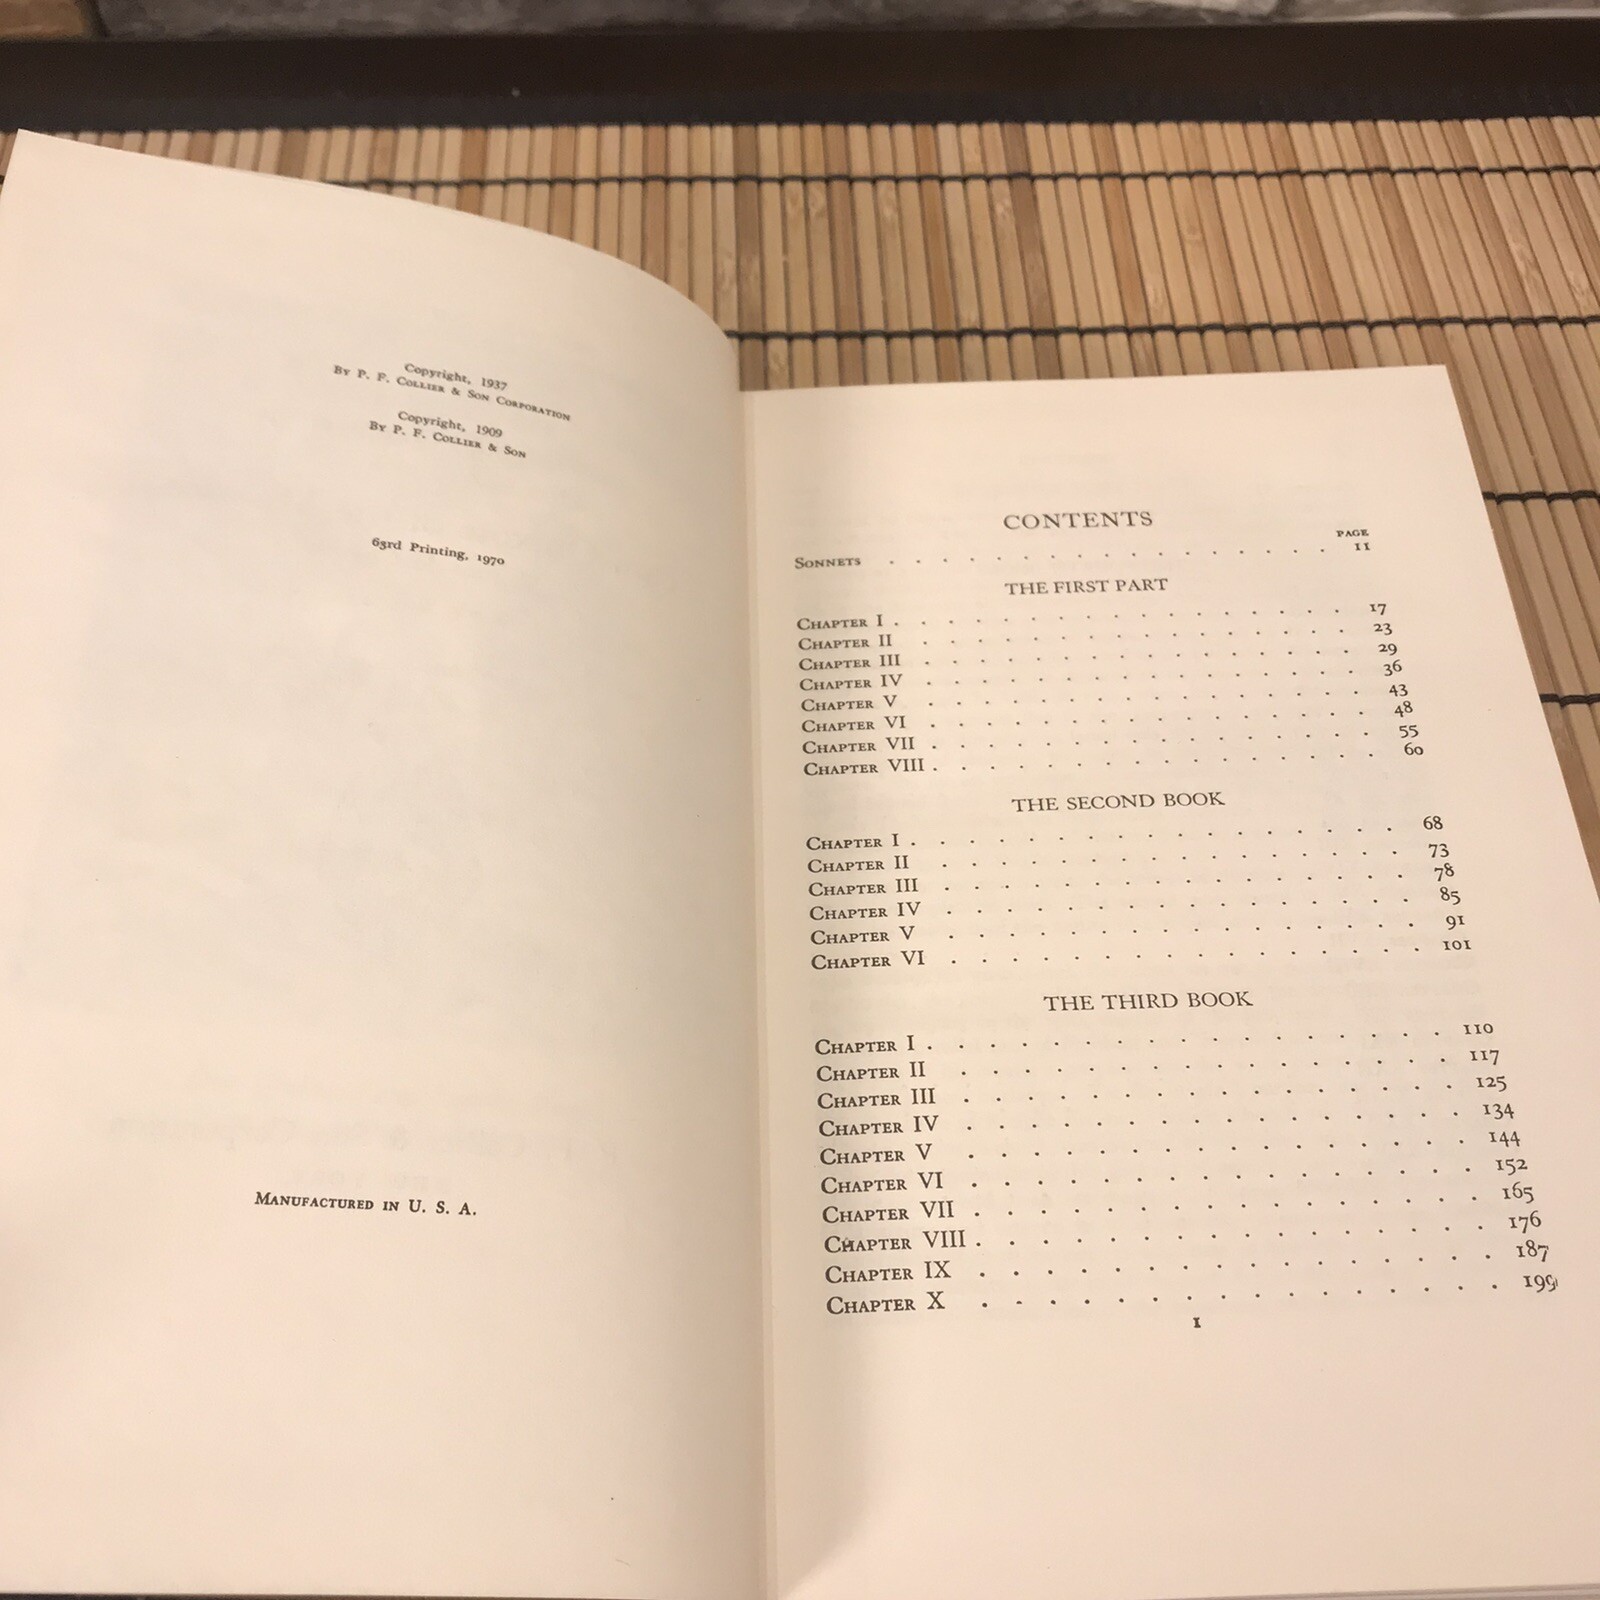 Copyright, 1937
By P. F. Collier & Son Corporation
Copyright, 1909
By P. F. Collier & Son
63rd Printing, 1970
Manufactured in U. S. A.
CONTENTS
PAGE
Sonnets . . . . . . . . . . . . . . . . 11
THE FIRST PART
Chapter I . . . . . . . . . . . . . . . . 17
Chapter II . . . . . . . . . . . . . . . 23
Chapter III . . . . . . . . . . . . . . . 29
Chapter IV . . . . . . . . . . . . . . . 36
Chapter V . . . . . . . . . . . . . . . 43
Chapter VI . . . . . . . . . . . . . . . 48
Chapter VII . . . . . . . . . . . . . . . 55
Chapter VIII . . . . . . . . . . . . . . . 60
THE SECOND BOOK
Chapter I . . . . . . . . . . . . . . . . 68
Chapter II . . . . . . . . . . . . . . . 73
Chapter III . . . . . . . . . . . . . . . 78
Chapter IV . . . . . . . . . . . . . . . 85
Chapter V . . . . . . . . . . . . . . . 91
Chapter VI . . . . . . . . . . . . . . . 101
THE THIRD BOOK
Chapter I . . . . . . . . . . . . . . . . 110
Chapter II . . . . . . . . . . . . . . . 117
Chapter III . . . . . . . . . . . . . . . 125
Chapter IV . . . . . . . . . . . . . . . 134
Chapter V . . . . . . . . . . . . . . . 144
Chapter VI . . . . . . . . . . . . . . . 152
Chapter VII . . . . . . . . . . . . . . . 165
Chapter VIII . . . . . . . . . . . . . . . 176
Chapter IX . . . . . . . . . . . . . . . 187
Chapter X . . . . . . . . . . . . . . . 199
1